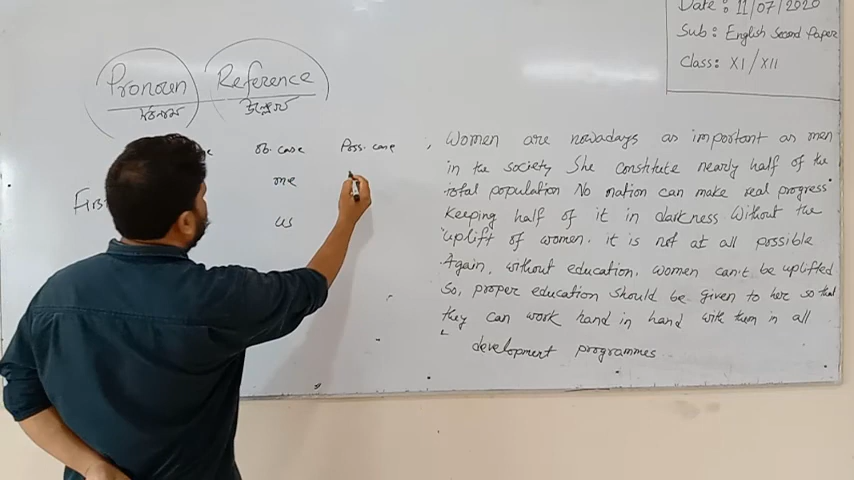 Date: 11/07/2020
Sub: English Second Paper
Class: XI/XII
Pronoun Reference
ob. case Poss. case
me
us
Women are nowadays as important as men
in the society She constitute nearly half of the
total population No nation can make real progress
Keeping half of it in darkness Without the
uplift of women. it is not at all possible
Again, without education, women can't be uplifted
So, proper education should be given to her so that
they can work hand in hand with them in all
development programmes